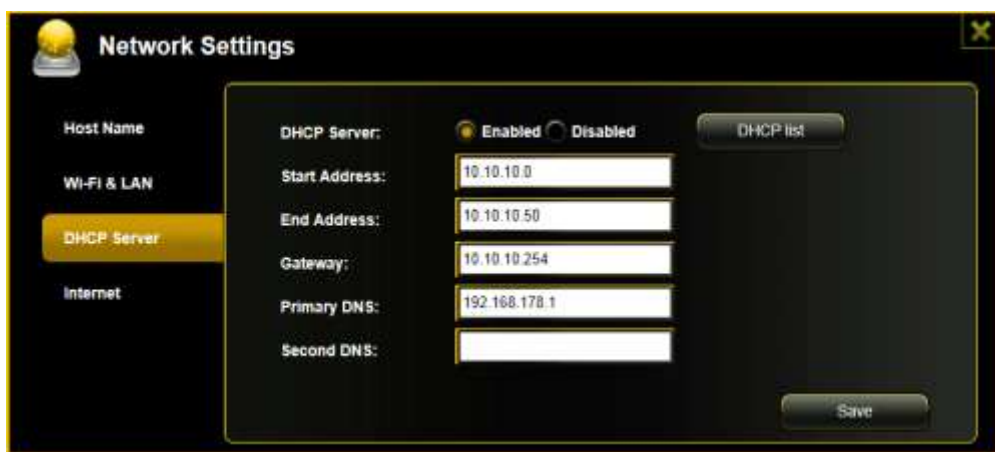 Network Settings
Host Name
Wi-Fi & LAN
DHCP Server
Internet
DHCP Server: Enabled Disabled DHCP list
Start Address: 10.10.10.0
End Address: 10.10.10.50
Gateway: 10.10.10.254
Primary DNS: 192.168.178.1
Second DNS:
Save